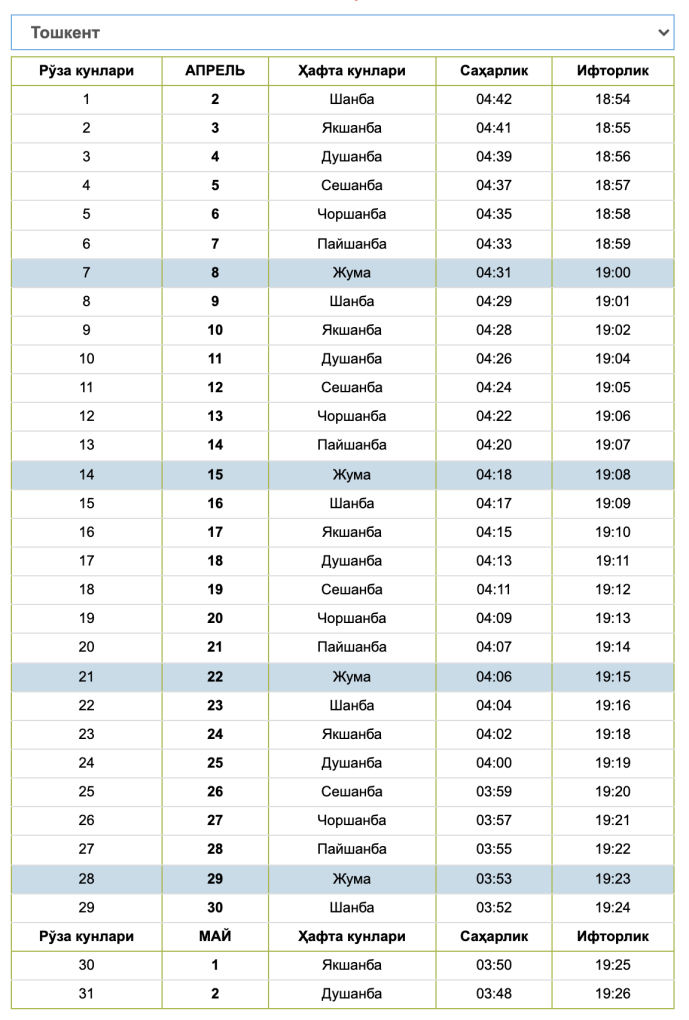 Тошкент
Рўза кунлари АПРЕЛЬ Ҳафта кунлари Саҳарлик Ифторлик
1 2 Шанба 04:42 18:54
2 3 Якшанба 04:41 18:55
3 4 Душанба 04:39 18:56
4 5 Сешанба 04:37 18:57
5 6 Чоршанба 04:35 18:58
6 7 Пайшанба 04:33 18:59
7 8 Жума 04:31 19:00
8 9 Шанба 04:29 19:01
9 10 Якшанба 04:28 19:02
10 11 Душанба 04:26 19:04
11 12 Сешанба 04:24 19:05
12 13 Чоршанба 04:22 19:06
13 14 Пайшанба 04:20 19:07
14 15 Жума 04:18 19:08
15 16 Шанба 04:17 19:09
16 17 Якшанба 04:15 19:10
17 18 Душанба 04:13 19:11
18 19 Сешанба 04:11 19:12
19 20 Чоршанба 04:09 19:13
20 21 Пайшанба 04:07 19:14
21 22 Жума 04:06 19:15
22 23 Шанба 04:04 19:16
23 24 Якшанба 04:02 19:18
24 25 Душанба 04:00 19:19
25 26 Сешанба 03:59 19:20
26 27 Чоршанба 03:57 19:21
27 28 Пайшанба 03:55 19:22
28 29 Жума 03:53 19:23
29 30 Шанба 03:52 19:24
Рўза кунлари МАЙ Ҳафта кунлари Саҳарлик Ифторлик
30 1 Якшанба 03:50 19:25
31 2 Душанба 03:48 19:26